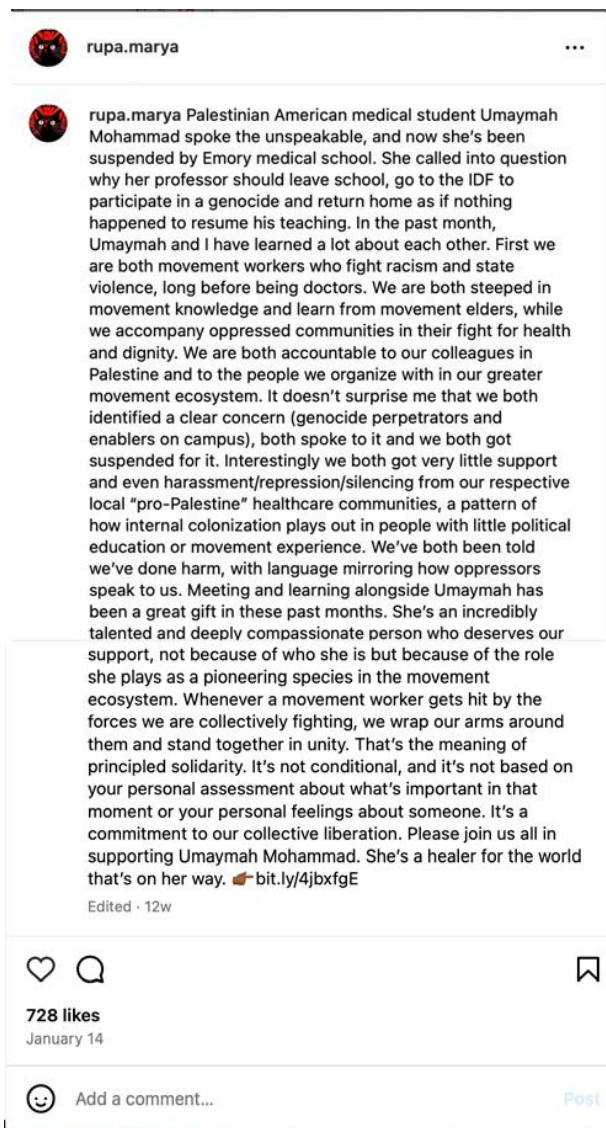 rupa.marya
rupa.marya Palestinian American medical student Umaymah
Mohammad spoke the unspeakable, and now she's been
suspended by Emory medical school. She called into question
why her professor should leave school, go to the IDF to
participate in a genocide and return home as if nothing
happened to resume his teaching. In the past month,
Umaymah and I have learned a lot about each other. First we
are both movement workers who fight racism and state
violence, long before being doctors. We are both steeped in
movement knowledge and learn from movement elders, while
we accompany oppressed communities in their fight for health
and dignity. We are both accountable to our colleagues in
Palestine and to the people we organize with in our greater
movement ecosystem. It doesn't surprise me that we both
identified a clear concern (genocide perpetrators and
enablers on campus), both spoke to it and we both got
suspended for it. Interestingly we both got very little support
and even harassment/repression/silencing from our respective
local "pro-Palestine" healthcare communities, a pattern of
how internal colonization plays out in people with little political
education or movement experience. We've both been told
we've done harm, with language mirroring how oppressors
speak to us. Meeting and learning alongside Umaymah has
been a great gift in these past months. She's an incredibly
talented and deeply compassionate person who deserves our
support, not because of who she is but because of the role
she plays as a pioneering species in the movement
ecosystem. Whenever a movement worker gets hit by the
forces we are collectively fighting, we wrap our arms around
them and stand together in unity. That's the meaning of
principled solidarity. It's not conditional, and it's not based on
your personal assessment about what's important in that
moment or your personal feelings about someone. It's a
commitment to our collective liberation. Please join us all in
supporting Umaymah Mohammad. She's a healer for the world
that's on her way. 👉🏾bit.ly/4jbxfgE
Edited · 12w
728 likes
January 14
Add a comment...
Post